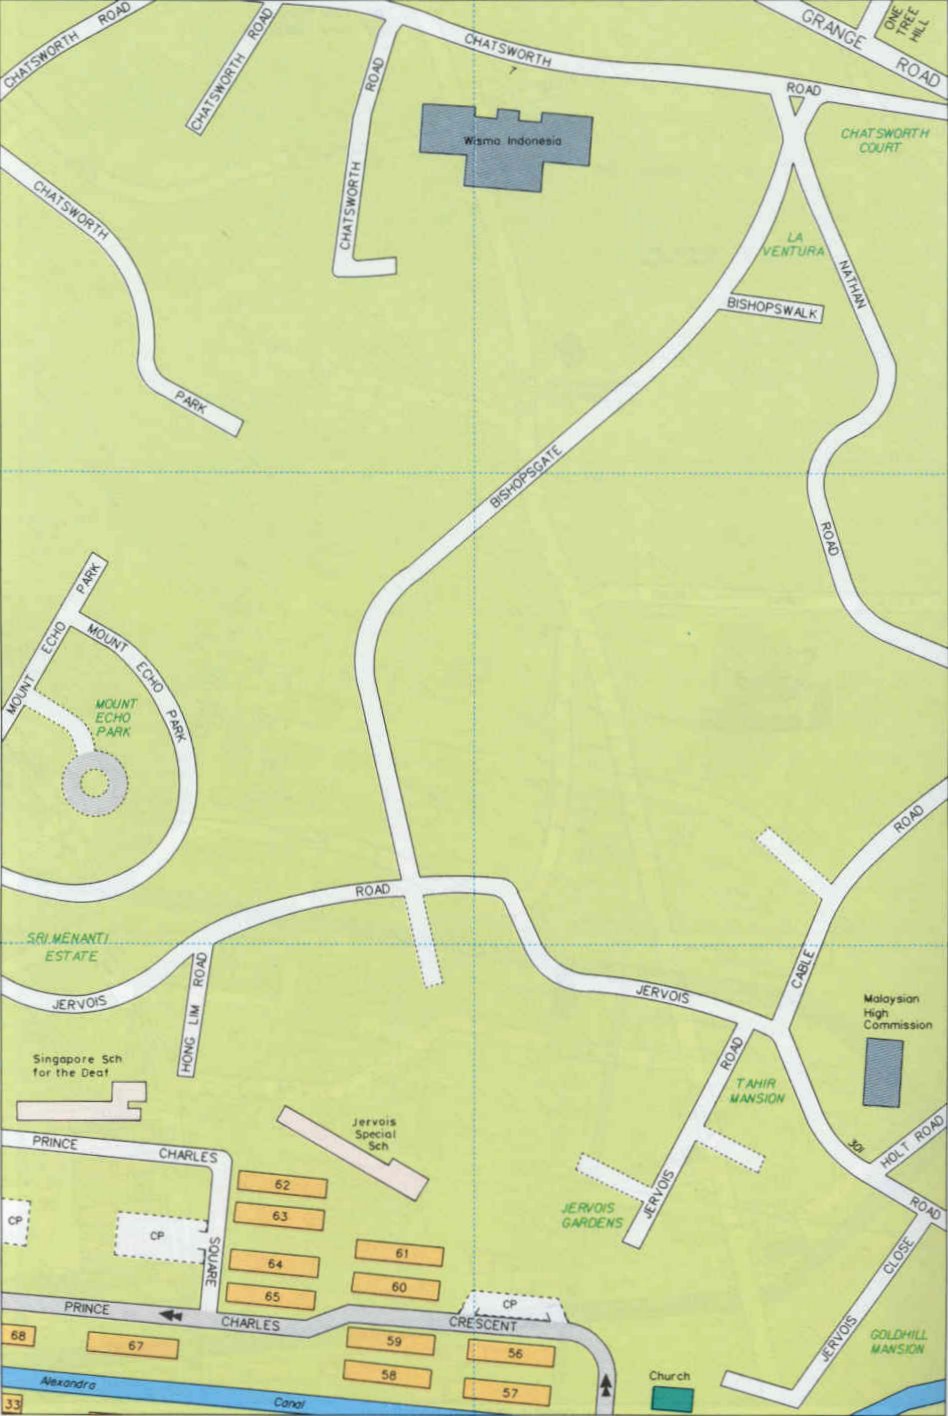 CHATSWORTH ROAD
CHATSWORTH ROAD
CHATSWORTH ROAD
CHATSWORTH ROAD
7
GRANGE ROAD
ONE
TREE
HILL
Wisma Indonesia
CHATSWORTH
COURT
CHATSWORTH PARK
LA
VENTURA
NATHAN ROAD
BISHOPSWALK
BISHOPSGATE
MOUNT ECHO PARK
MOUNT ECHO PARK
MOUNT
ECHO
PARK
SRI MENANTI
ESTATE
JERVOIS ROAD
JERVOIS ROAD
HONG LIM ROAD
CABLE ROAD
Malaysian
High
Commission
Singapore Sch
for the Deaf
Jervois
Special
Sch
TAHIR
MANSION
JERVOIS ROAD
301
HOLT ROAD
JERVOIS
GARDENS
PRINCE CHARLES SQUARE
62
63
64
65
61
60
CP
CP
CP
JERVOIS CLOSE
GOLDHILL
MANSION
PRINCE CHARLES CRESCENT
68
67
59
58
56
57
Church
Alexandra Canal
33